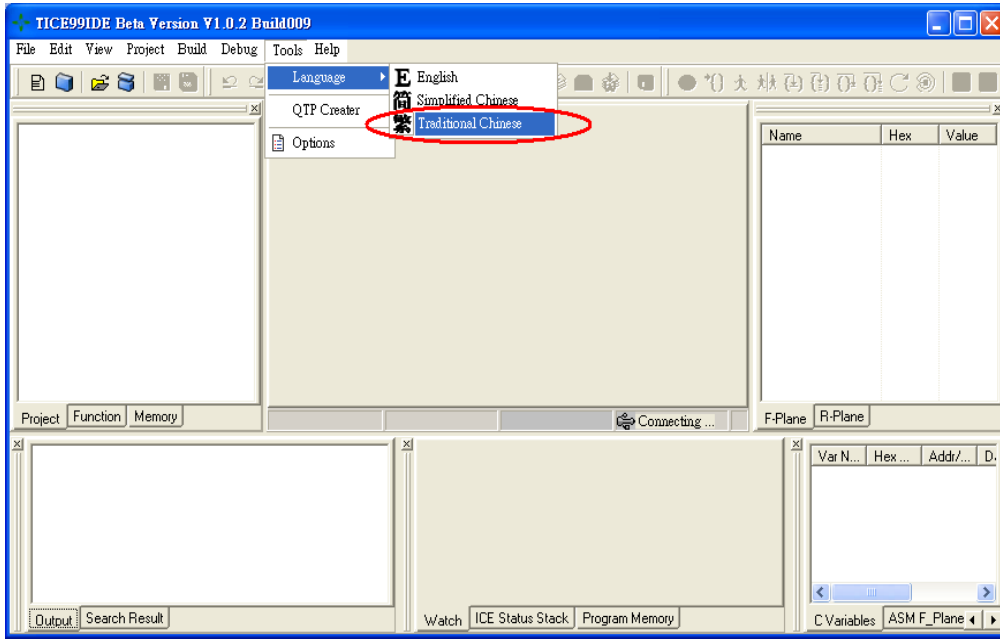 TICE99IDE Beta Version V1.0.2 Build009
File Edit View Project Build Debug Tools Help
Language
E English
简 Simplified Chinese
繁 Traditional Chinese
QTP Creater
Options
Name Hex Value
Project Function Memory
Connecting ...
F-Plane R-Plane
Var N... Hex ... Addr/... D.
Output Search Result
Watch ICE Status Stack Program Memory
C Variables ASM F_Plane